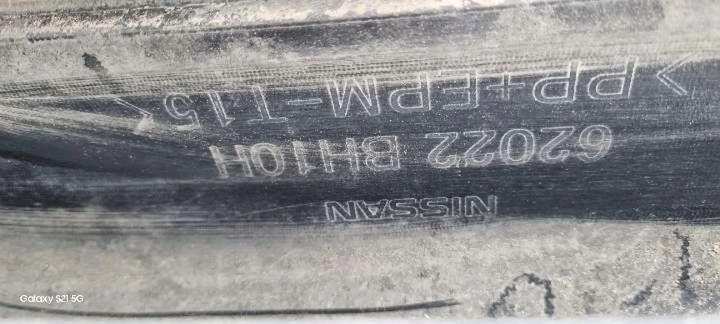 NISSAN
62022 BH10H
>PP+EPM-T15<
Galaxy S21 5G